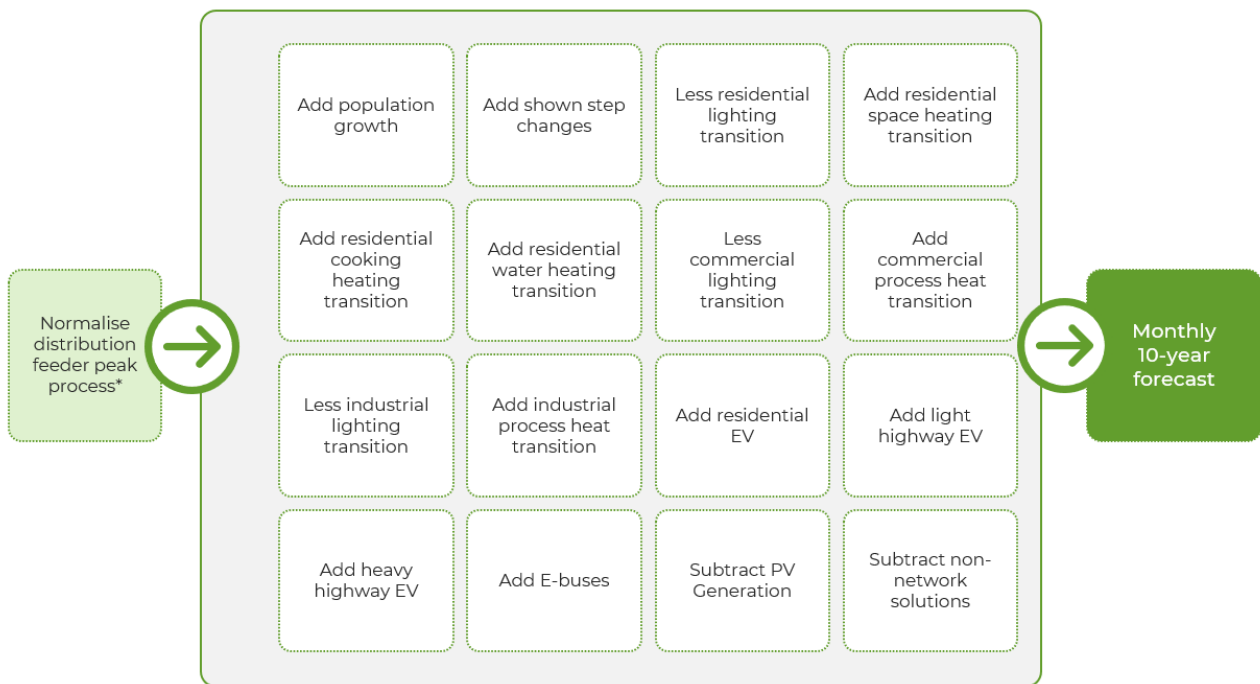 Normalise
distribution
feeder peak
process*
Add population
growth
Add shown step
changes
Less residential
lighting
transition
Add residential
space heating
transition
Add residential
cooking
heating
transition
Add residential
water heating
transition
Less
commercial
lighting
transition
Add
commercial
process heat
transition
Less industrial
lighting
transition
Add industrial
process heat
transition
Add residential
EV
Add light
highway EV
Add heavy
highway EV
Add E-buses
Subtract PV
Generation
Subtract non-
network
solutions
Monthly
10-year
forecast